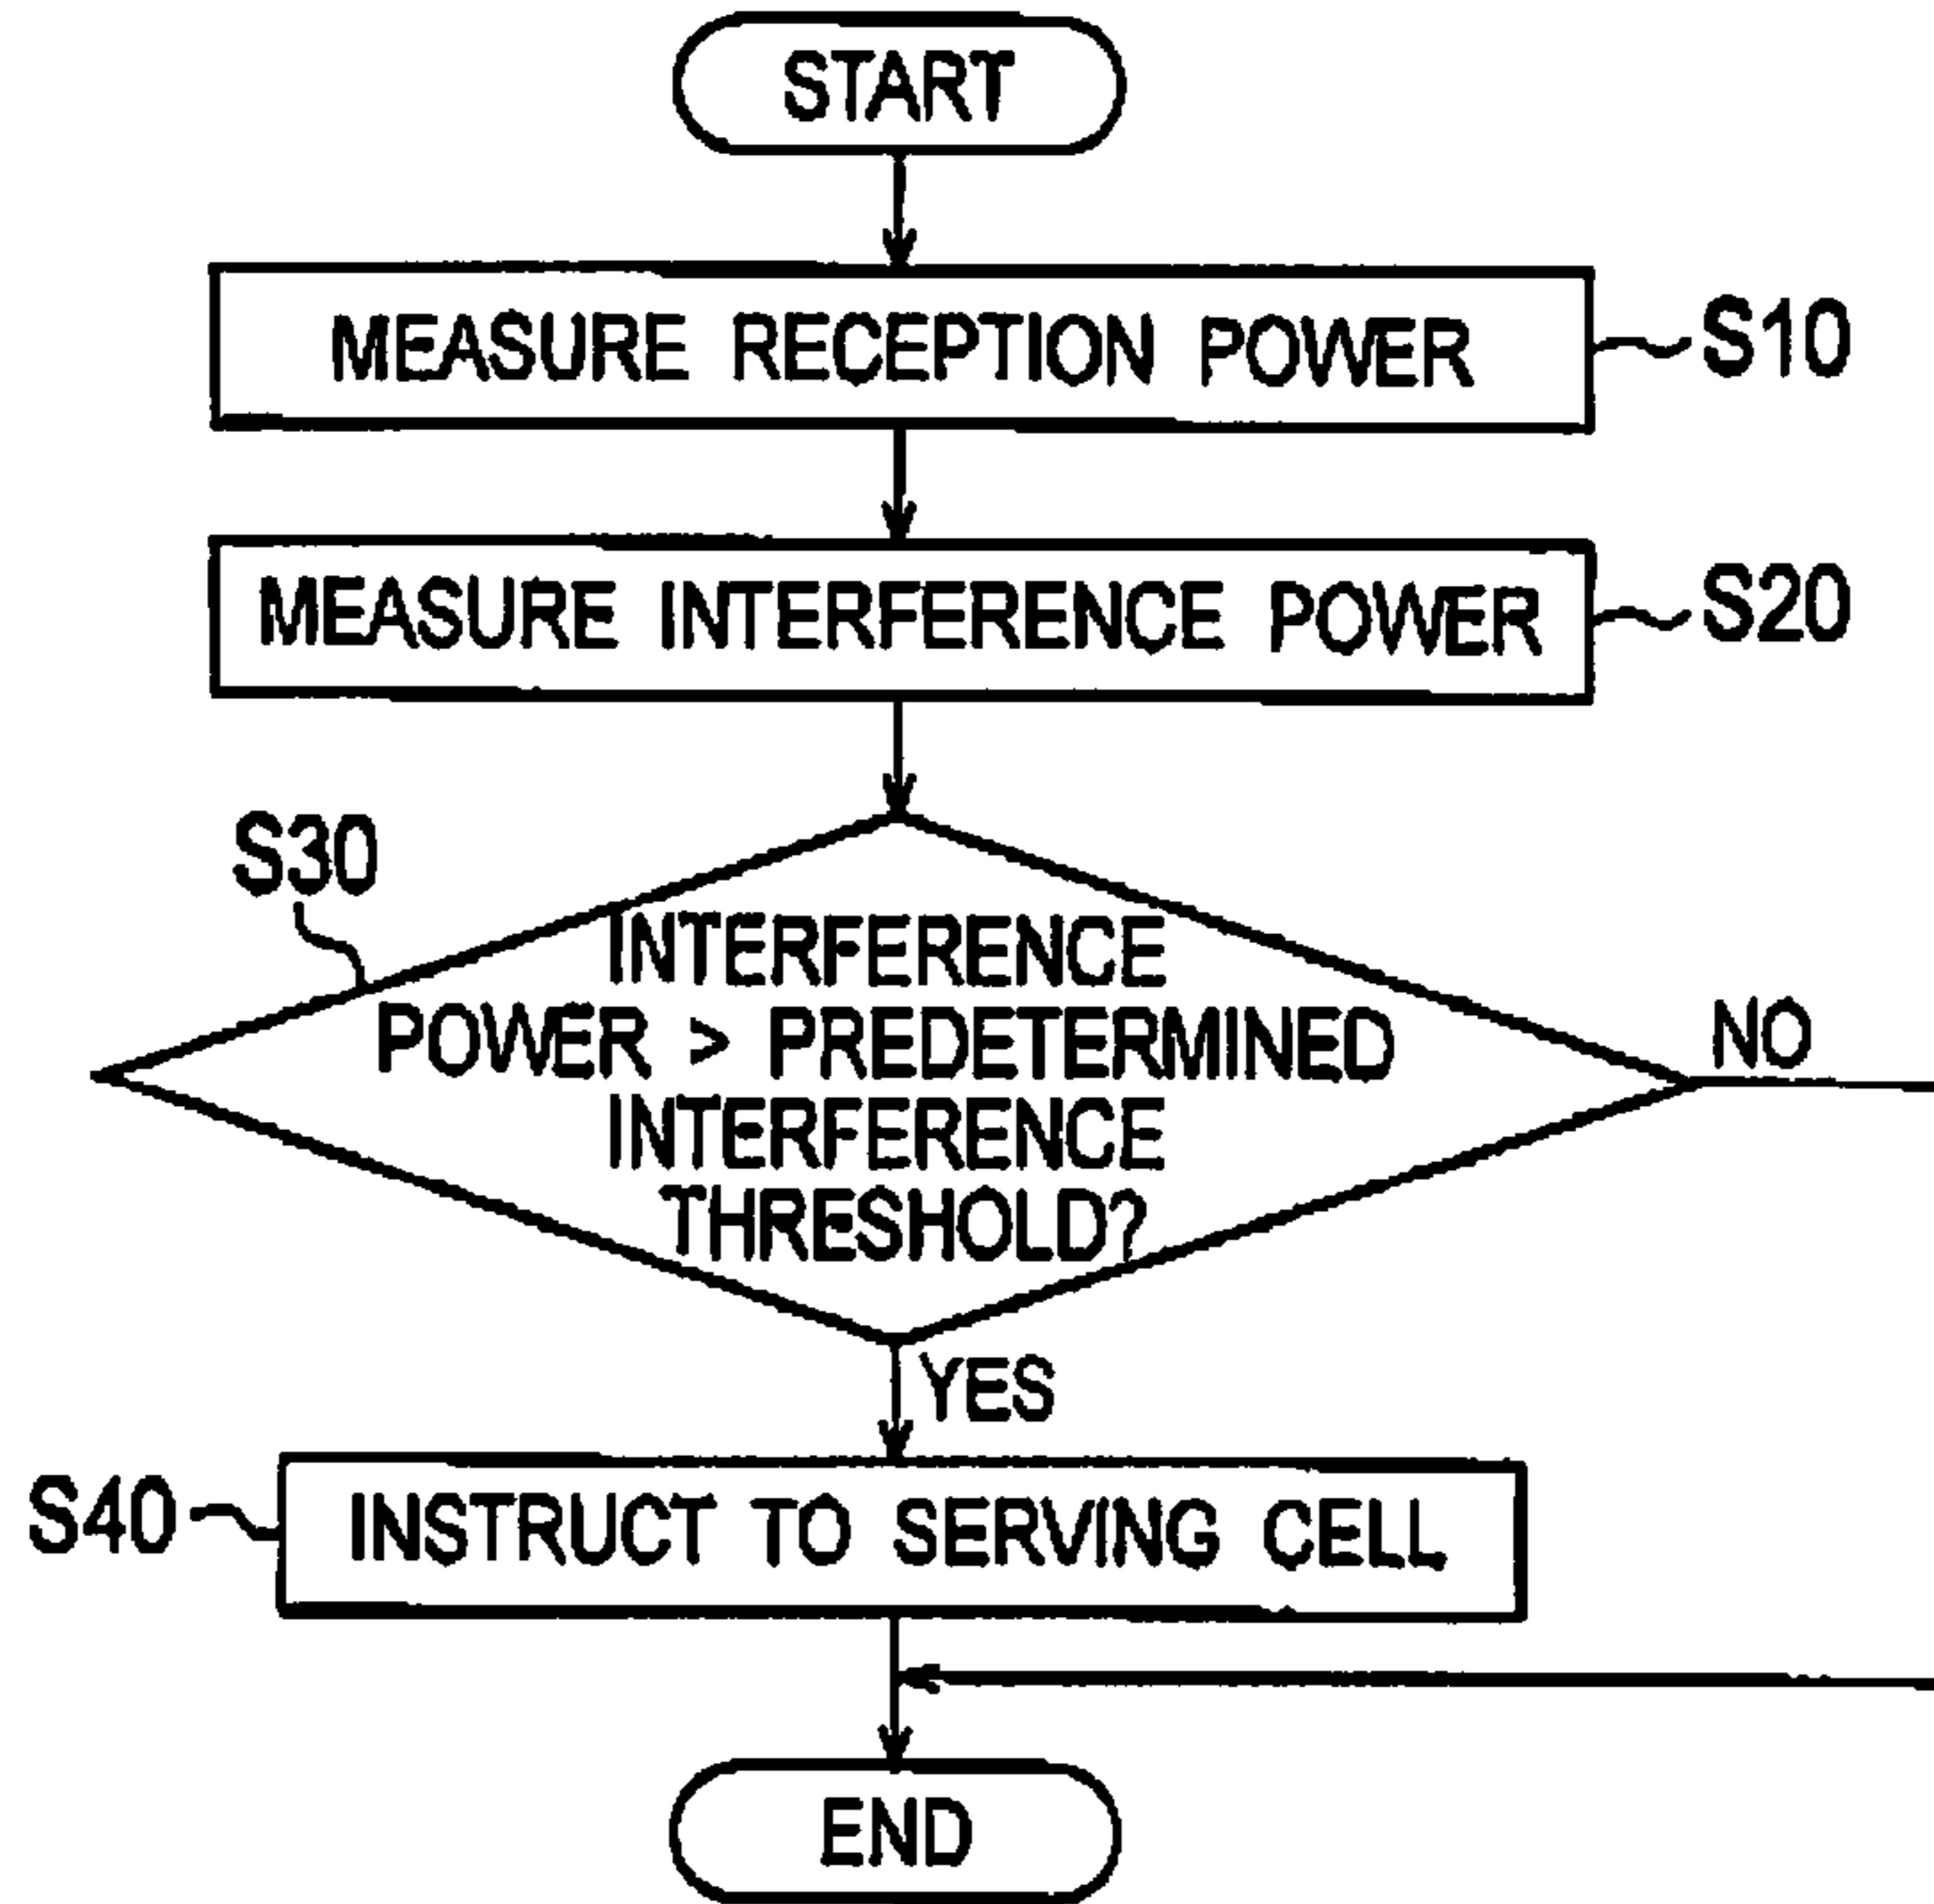 START
MEASURE RECEPTION POWER
S10
MEASURE INTERFERENCE POWER
S20
S30
INTERFERENCE
POWER > PREDETERMINED
INTERFERENCE
THRESHOLD?
NO
YES
S40
INSTRUCT TO SERVING CELL
END